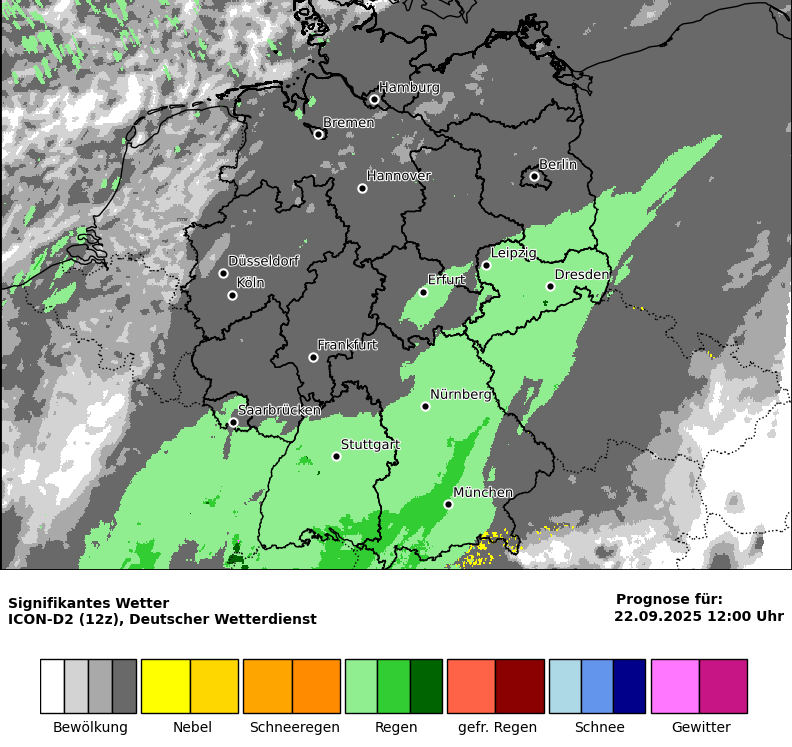 Hamburg
Bremen
Berlin
Hannover
Leipzig
Düsseldorf
Dresden
Köln
Erfurt
Frankfurt
Nürnberg
Saarbrücken
Stuttgart
München
Signifikantes Wetter
ICON-D2 (12z), Deutscher Wetterdienst
Prognose für:
22.09.2025 12:00 Uhr
Bewölkung Nebel Schneeregen Regen gefr. Regen Schnee Gewitter